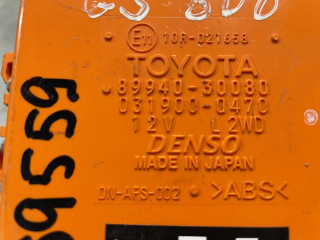 GS 300
E11 10R-021658
TOYOTA
89940-30080
031900-0470
12V L 2WD
DENSO
MADE IN JAPAN
DN-AFS-002 >ABS<
69559